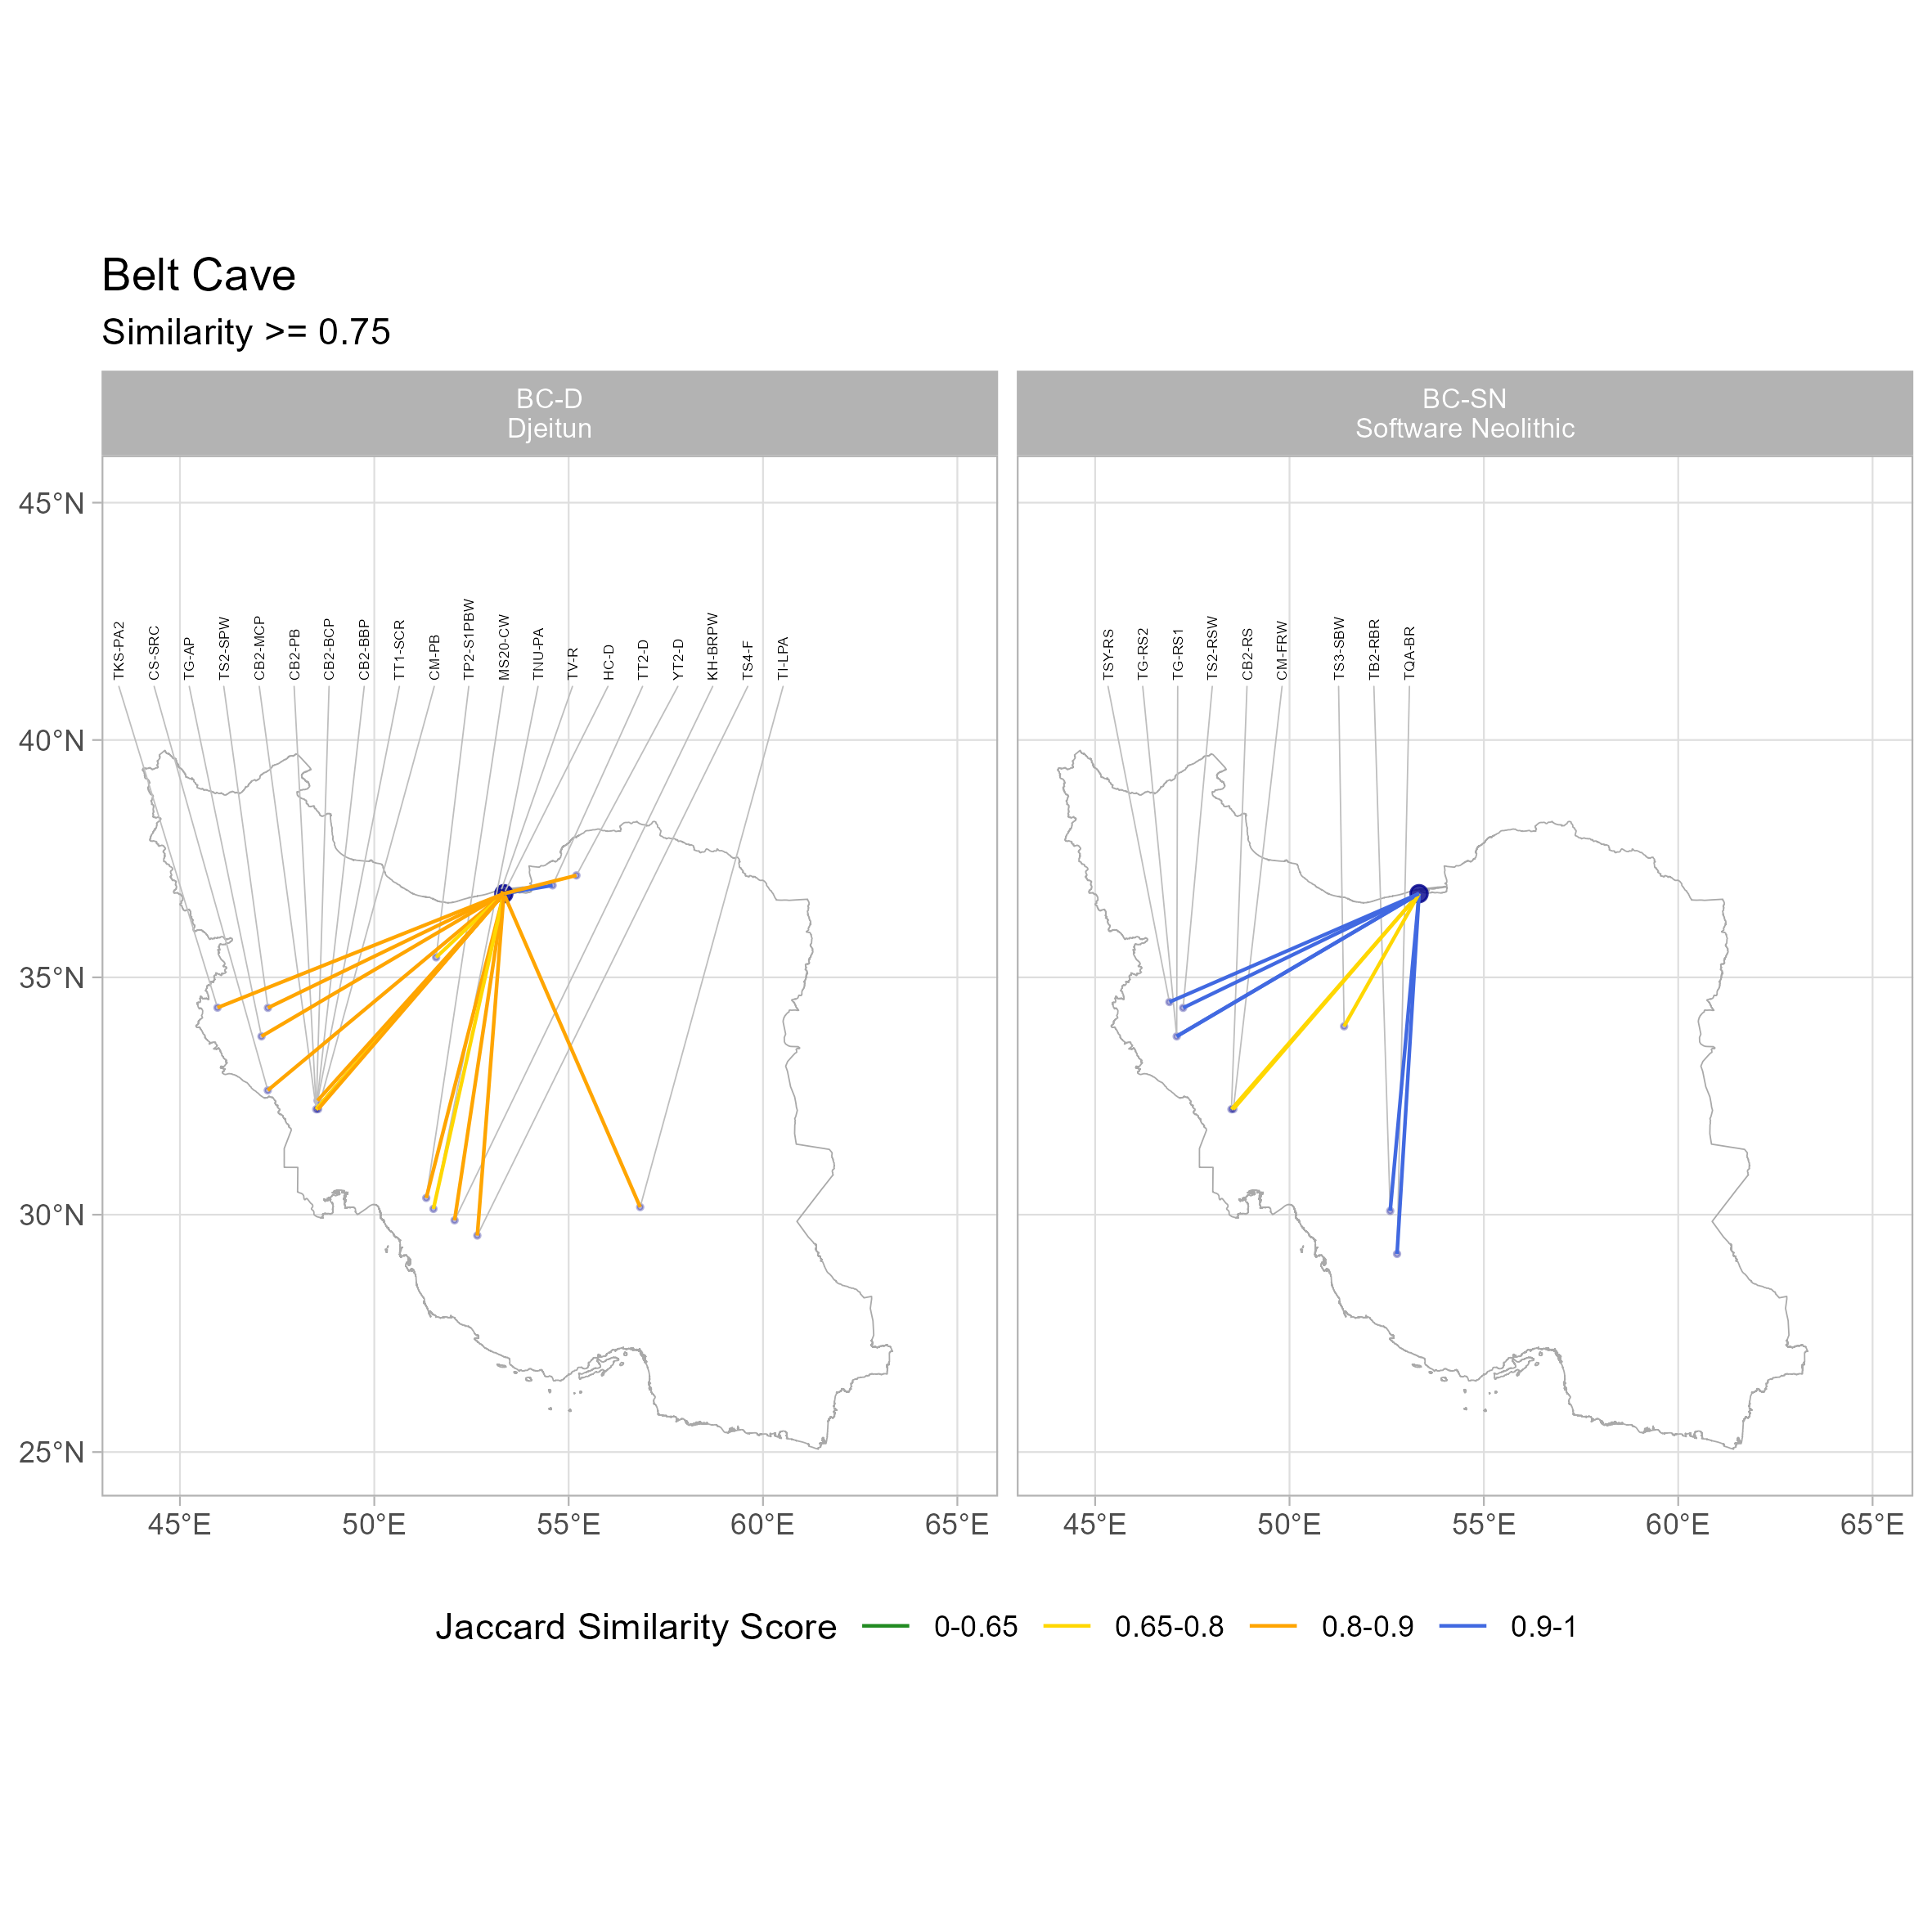 Belt Cave
Similarity >= 0.75
BC-D
Djeitun
BC-SN
Software Neolithic
45°N
40°N
35°N
30°N
25°N
TKS-PA2
CS-SRC
TG-AP
TS2-SPW
CB2-MCP
CB2-PB
CB2-BCP
CB2-BBP
TT1-SCR
CM-PB
TP2-S1PBW
MS20-CW
TNU-PA
TV-R
HC-D
TT2-D
YT2-D
KH-BRPW
TS4-F
TI-LPA
TSY-RS
TG-RS2
TG-RS1
TS2-RSW
CB2-RS
CM-FRW
TS3-SBW
TB2-RBR
TQA-BR
45°E 50°E 55°E 60°E 65°E
45°E 50°E 55°E 60°E 65°E
Jaccard Similarity Score 0-0.65 0.65-0.8 0.8-0.9 0.9-1